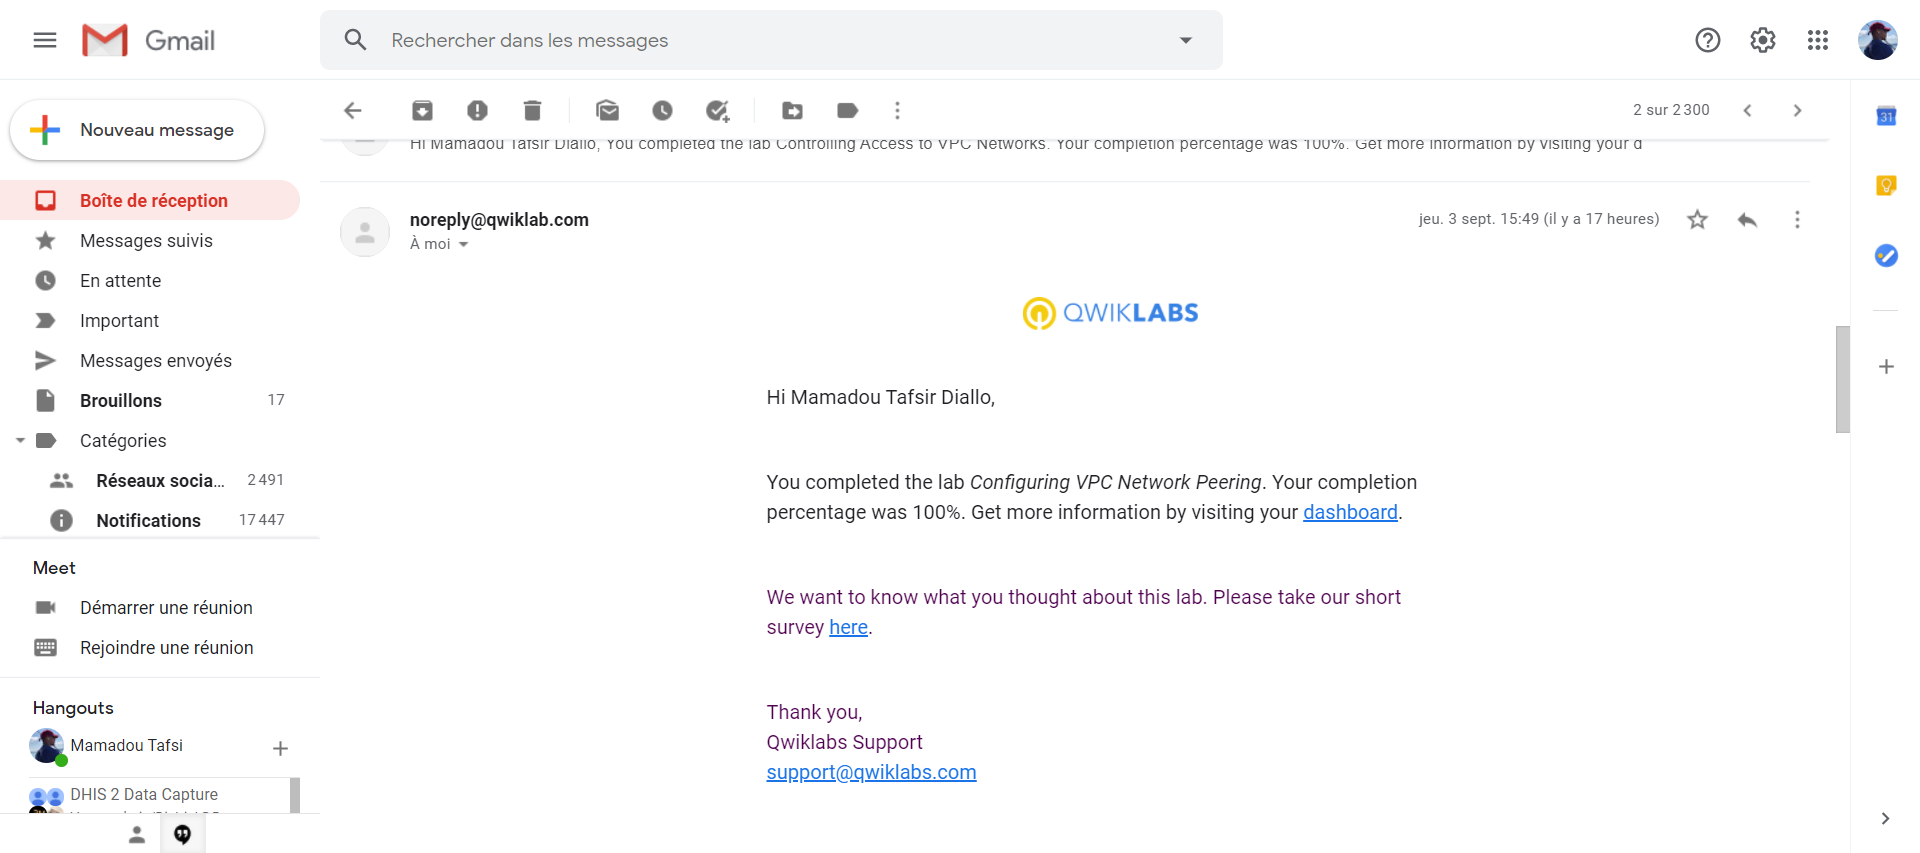 Gmail
Rechercher dans les messages
Nouveau message
2 sur 2 300
Hi Mamadou Tafsir Diallo, You completed the lab Controlling Access to VPC Networks. Your completion percentage was 100%. Get more information by visiting your d
Boîte de réception
Messages suivis
En attente
Important
Messages envoyés
Brouillons 17
Catégories
Réseaux socia... 2 491
Notifications 17 447
Meet
Démarrer une réunion
Rejoindre une réunion
Hangouts
Mamadou Tafsi
DHIS 2 Data Capture
noreply@qwiklab.com
jeu. 3 sept. 15:49 (il y a 17 heures)
À moi
QWIKLABS
Hi Mamadou Tafsir Diallo,
You completed the lab Configuring VPC Network Peering. Your completion
percentage was 100%. Get more information by visiting your dashboard.
We want to know what you thought about this lab. Please take our short
survey here.
Thank you,
Qwiklabs Support
support@qwiklabs.com
31